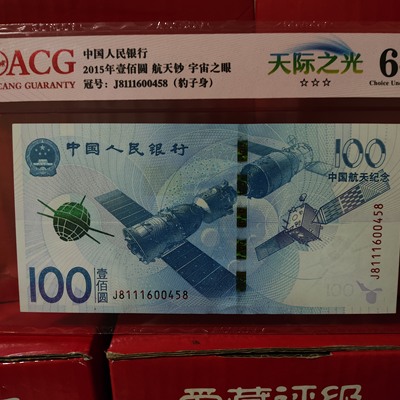 ACG
CANG GUARANTY
中国人民银行
2015年壹佰圆 航天钞 宇宙之眼
冠号：J8111600458（豹子身）
天际之光
☆☆☆
6
Choice Un
中国人民银行
100
中国航天纪念
J8111600458
100
壹佰圆
J8111600458
100